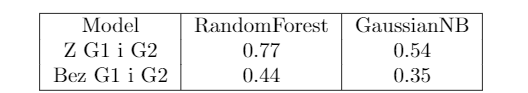 Model RandomForest GaussianNB
Z G1 i G2 0.77 0.54
Bez G1 i G2 0.44 0.35